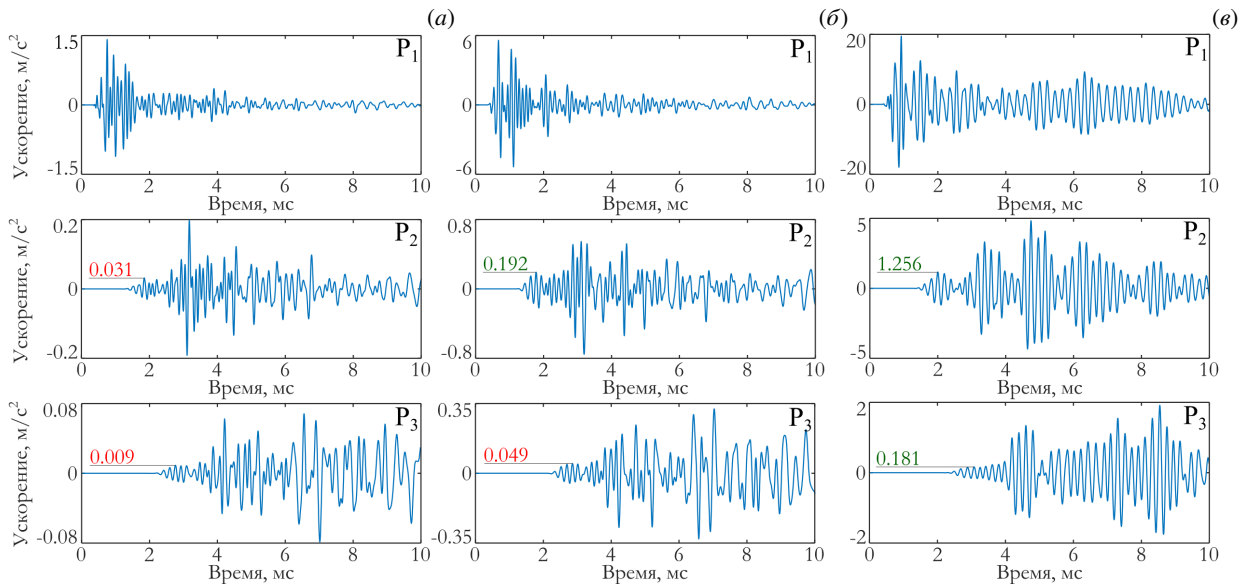 (а) (б) (в)
Ускорение, м/с²
1.5 P₁ 6 P₁ 20 P₁
0 0 0
-1.5 -6 -20
0 2 4 6 8 10 0 2 4 6 8 10 0 2 4 6 8 10
Время, мс Время, мс Время, мс
Ускорение, м/с²
0.2 P₂ 0.8 P₂ 5 P₂
0.031 0.192 1.256
0 0 0
-0.2 -0.8 -5
0 2 4 6 8 10 0 2 4 6 8 10 0 2 4 6 8 10
Время, мс Время, мс Время, мс
Ускорение, м/с²
0.08 P₃ 0.35 P₃ 2 P₃
0.009 0.049 0.181
0 0 0
-0.08 -0.35 -2
0 2 4 6 8 10 0 2 4 6 8 10 0 2 4 6 8 10
Время, мс Время, мс Время, мс